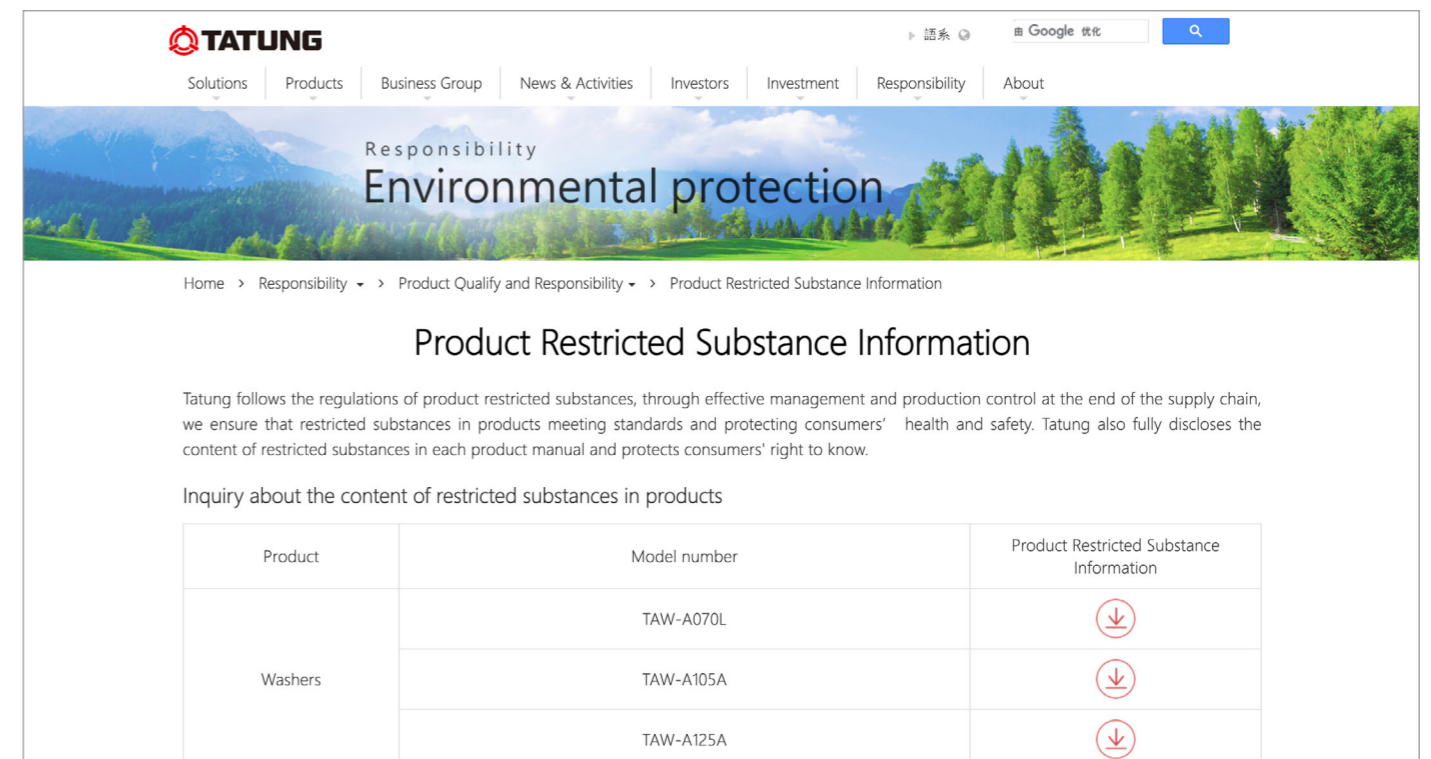 TATUNG
語系
由 Google 优化
Solutions Products Business Group News & Activities Investors Investment Responsibility About
Responsibility
Environmental protection
Home > Responsibility > Product Qualify and Responsibility > Product Restricted Substance Information
Product Restricted Substance Information
Tatung follows the regulations of product restricted substances, through effective management and production control at the end of the supply chain,
we ensure that restricted substances in products meeting standards and protecting consumers’ health and safety. Tatung also fully discloses the
content of restricted substances in each product manual and protects consumers' right to know.
Inquiry about the content of restricted substances in products
Product Model number Product Restricted Substance
Information
TAW-A070L
Washers TAW-A105A
TAW-A125A